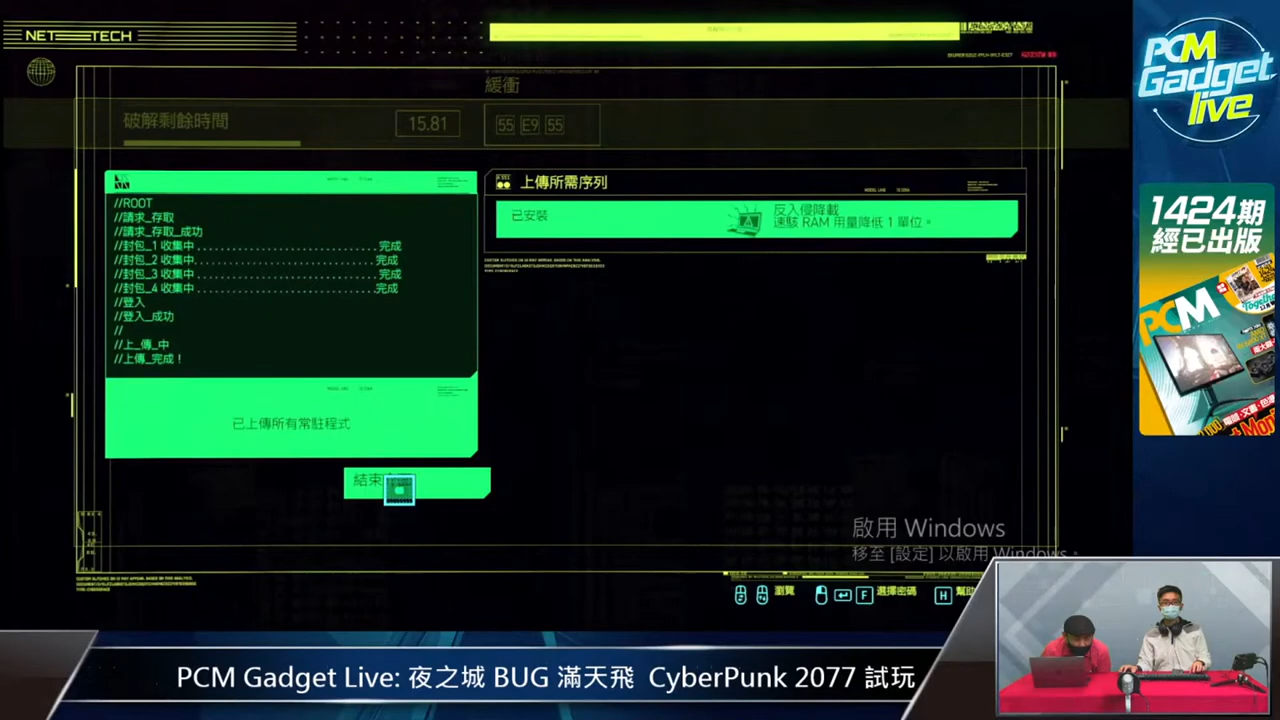 NET TECH
緩衝
破解剩餘時間
15.81
55 E9 55
上傳所需序列
已安裝
反入侵降載
速駭 RAM 用量降低 1 單位。
//ROOT
//請求_存取
//請求_存取_成功
//封包_1 收集中....................................完成
//封包_2 收集中....................................完成
//封包_3 收集中....................................完成
//封包_4 收集中....................................完成
//登入
//登入_成功
//
//上_傳_中
//上傳_完成！
已上傳所有常駐程式
結束
啟用 Windows
移至 [設定] 以啟用 Windows。
瀏覽
F
選擇密碼
H
幫助
PCM Gadget Live: 夜之城 BUG 滿天飛 CyberPunk 2077 試玩
PCM
Gadget
live
1424期
經已出版
PCM